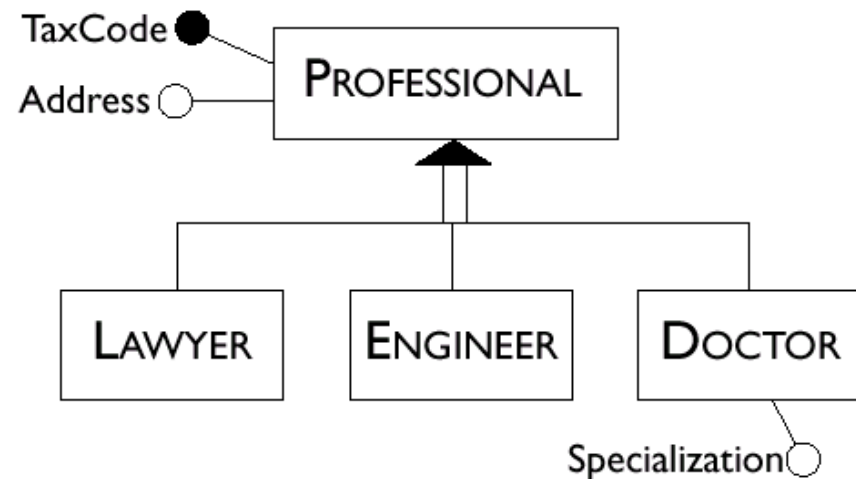 TaxCode
Address
PROFESSIONAL
LAWYER
ENGINEER
DOCTOR
Specialization